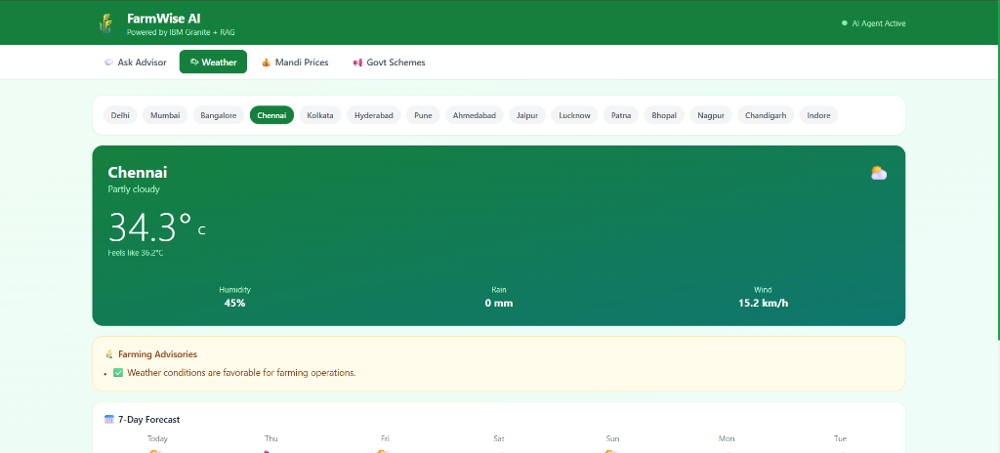 FarmWise AI
Powered by IBM Granite + RAG
AI Agent Active
Ask Advisor
Weather
Mandi Prices
Govt Schemes
Delhi
Mumbai
Bangalore
Chennai
Kolkata
Hyderabad
Pune
Ahmedabad
Jaipur
Lucknow
Patna
Bhopal
Nagpur
Chandigarh
Indore
Chennai
Partly cloudy
34.3° C
Feels like 36.2°C
Humidity
45%
Rain
0 mm
Wind
15.2 km/h
Farming Advisories
• ✅ Weather conditions are favorable for farming operations.
7-Day Forecast
Today
Thu
Fri
Sat
Sun
Mon
Tue